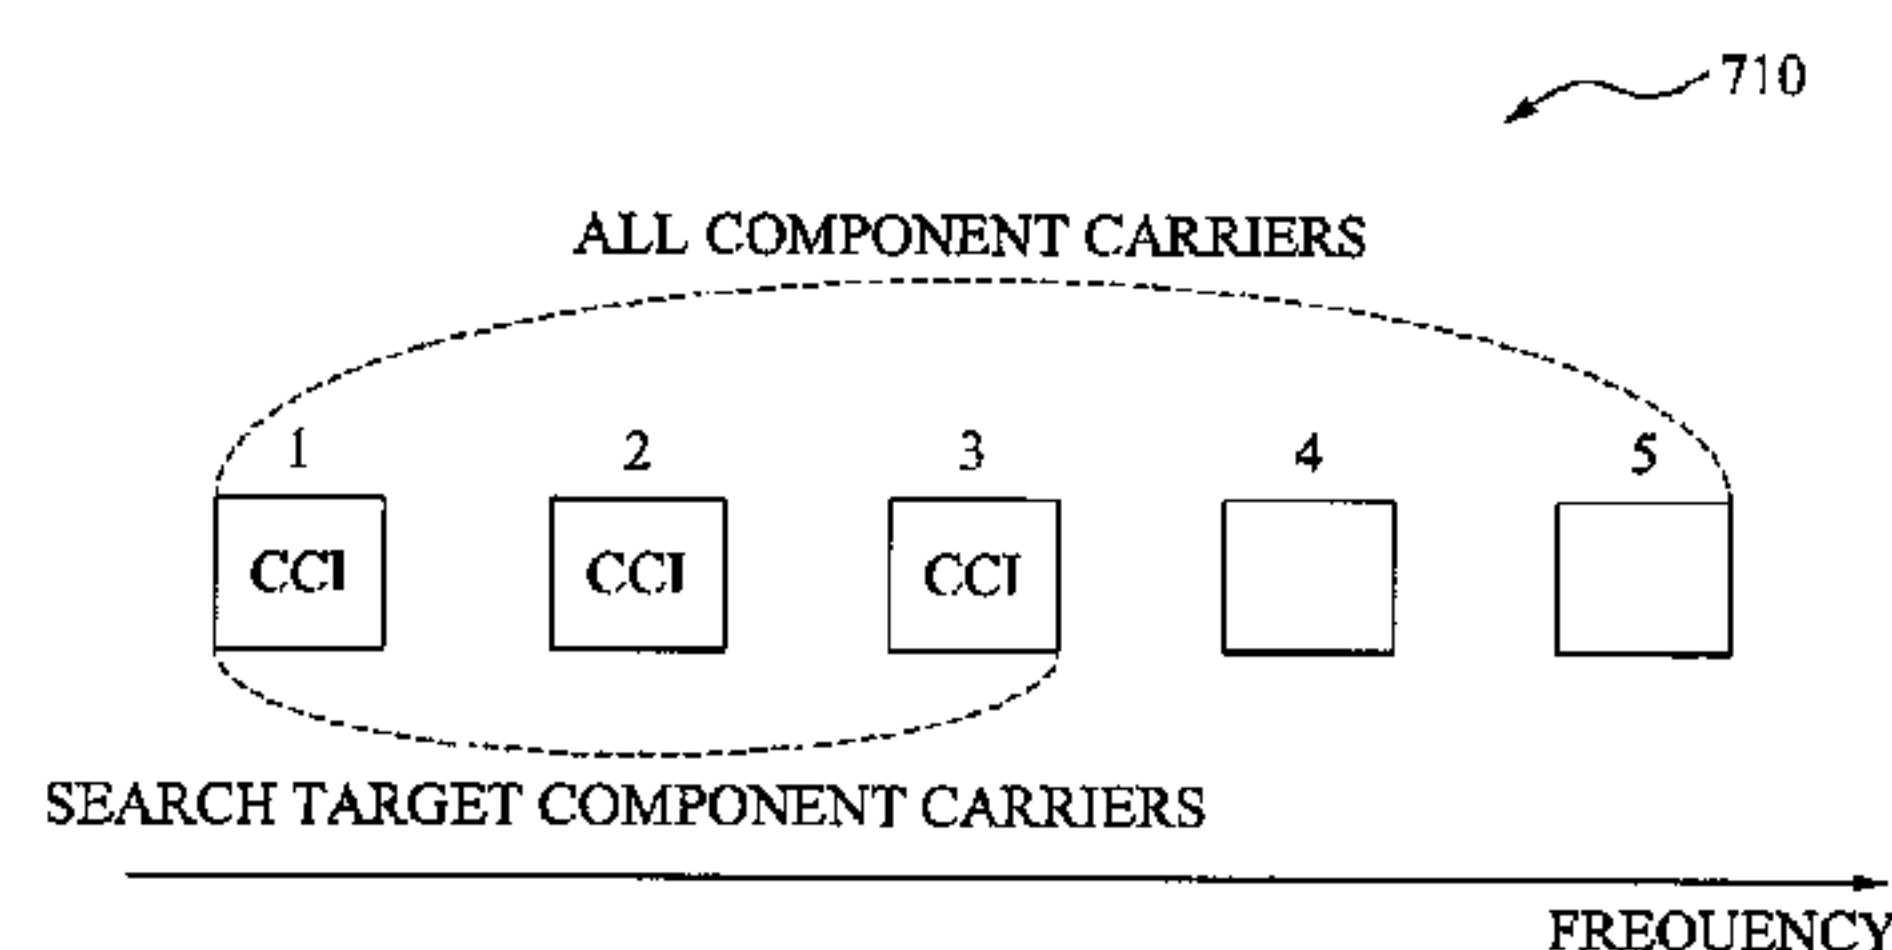 710
ALL COMPONENT CARRIERS
1 2 3 4 5
CCI CCI CCI
SEARCH TARGET COMPONENT CARRIERS
FREQUENCY